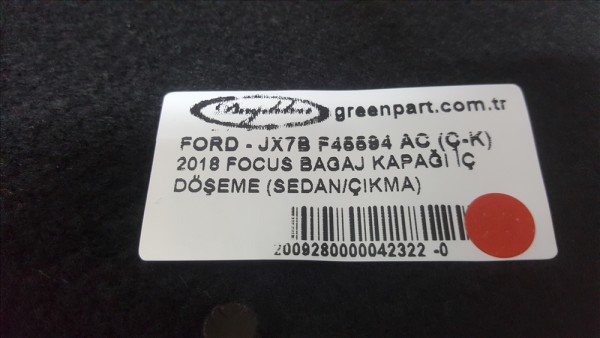 greenpart.com.tr
FORD - JX7B F45594 AC (Ç-K)
2018 FOCUS BAGAJ KAPAĞI İÇ
DÖŞEME (SEDAN/ÇIKMA)
2009280000042322 -0